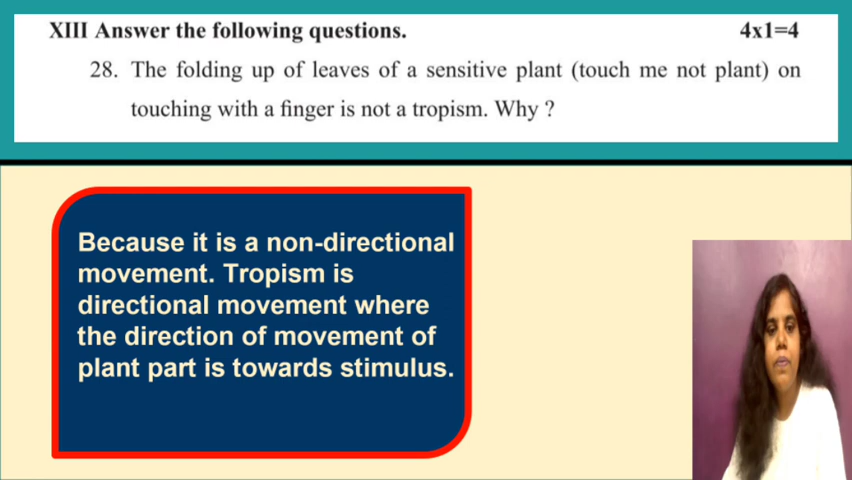 XIII Answer the following questions. 4x1=4
28. The folding up of leaves of a sensitive plant (touch me not plant) on
touching with a finger is not a tropism. Why ?
Because it is a non-directional
movement. Tropism is
directional movement where
the direction of movement of
plant part is towards stimulus.